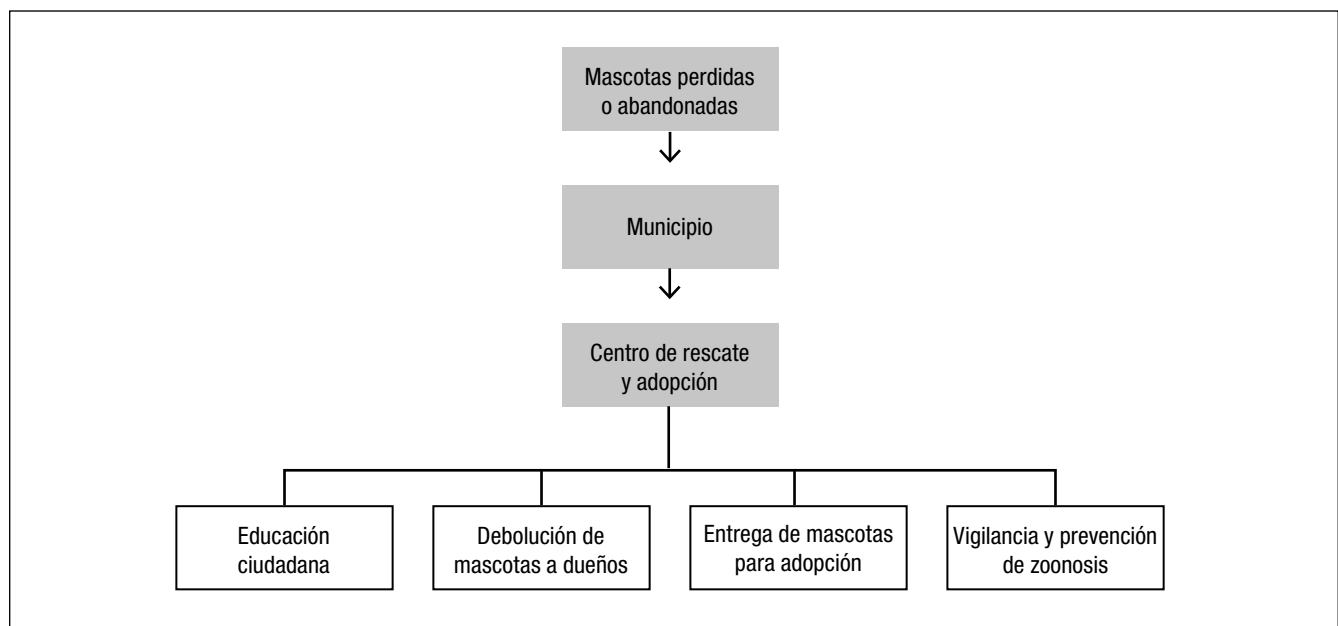 Mascotas perdidas
o abandonadas
Municipio
Centro de rescate
y adopción
Educación
ciudadana
Debolución de
mascotas a dueños
Entrega de mascotas
para adopción
Vigilancia y prevención
de zoonosis